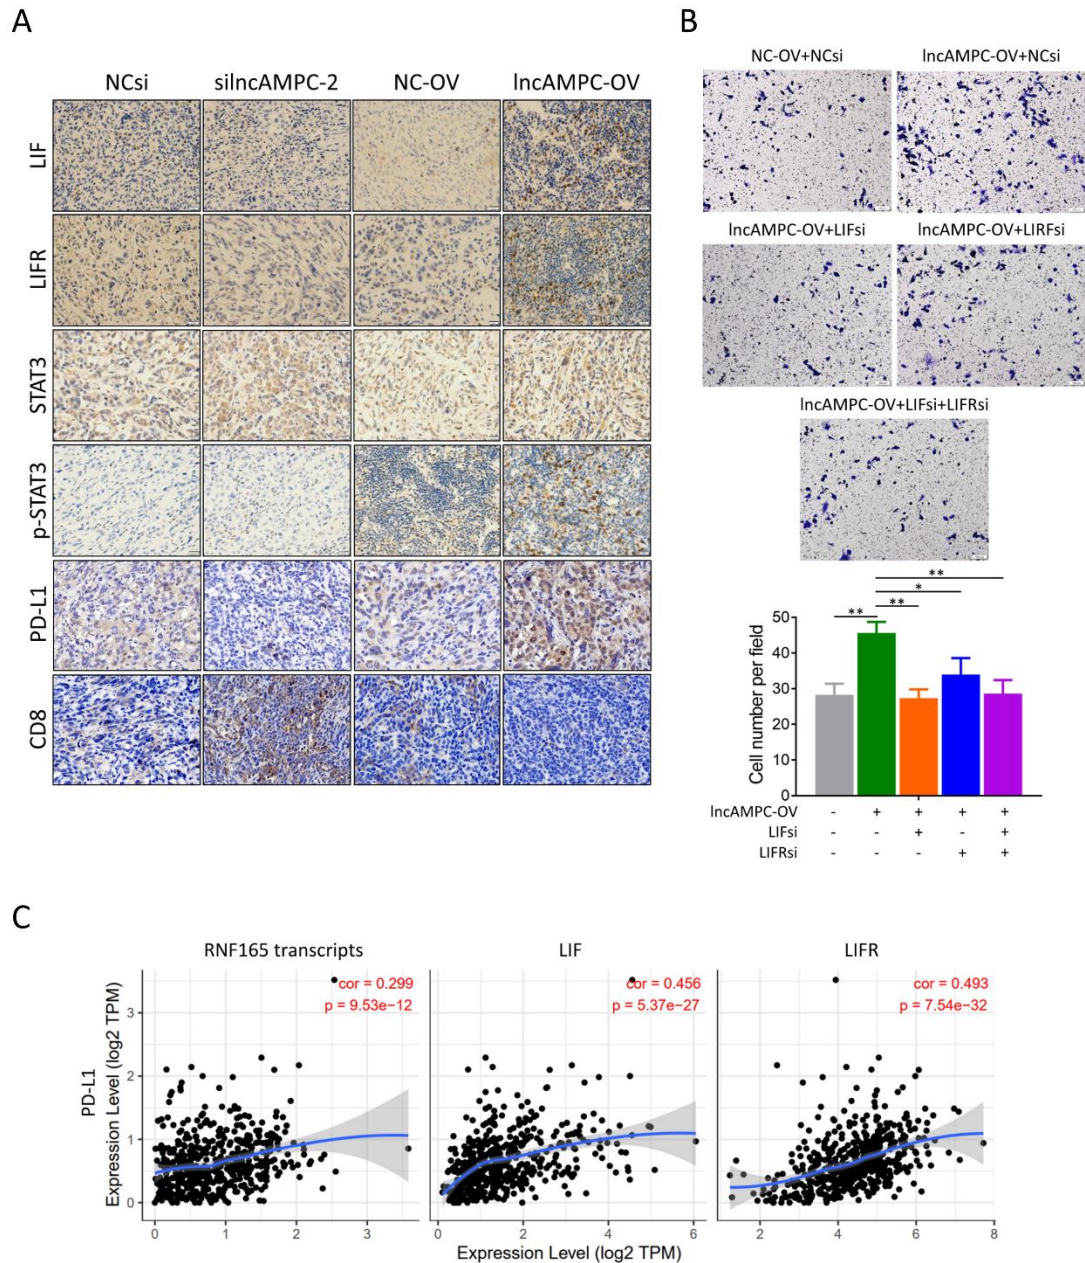 A
NCsi silncAMPC-2 NC-OV lncAMPC-OV
LIF
LIFR
STAT3
p-STAT3
PD-L1
CD8
B
NC-OV+NCsi lncAMPC-OV+NCsi
lncAMPC-OV+LIFsi lncAMPC-OV+LIRFsi
lncAMPC-OV+LIFsi+LIFRsi
**
*
** **
50
40
30
20
10
0
Cell number per field
lncAMPC-OV - + + + +
LIFsi - - + - +
LIFRsi - - - + +
C
RNF165 transcripts LIF LIFR
cor = 0.299 cor = 0.456 cor = 0.493
p = 9.53e−12 p = 5.37e−27 p = 7.54e−32
PD-L1
Expression Level (log2 TPM)
3
2
1
0
0 1 2 3 0 2 4 6 2 4 6 8
Expression Level (log2 TPM)